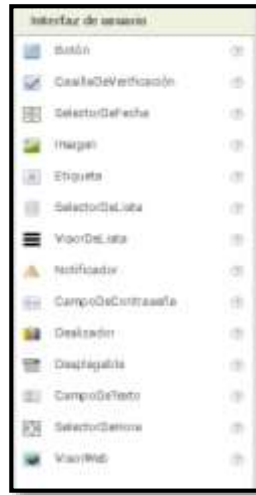 Interfaz de usuario
Botón
CasillaDeVerificación
SelectorDeFecha
Imagen
Etiqueta
SelectorDeLista
VisorDeLista
Notificador
CampoDeContraseña
Deslizador
Desplegable
CampoDeTexto
SelectorDeHora
VisorWeb